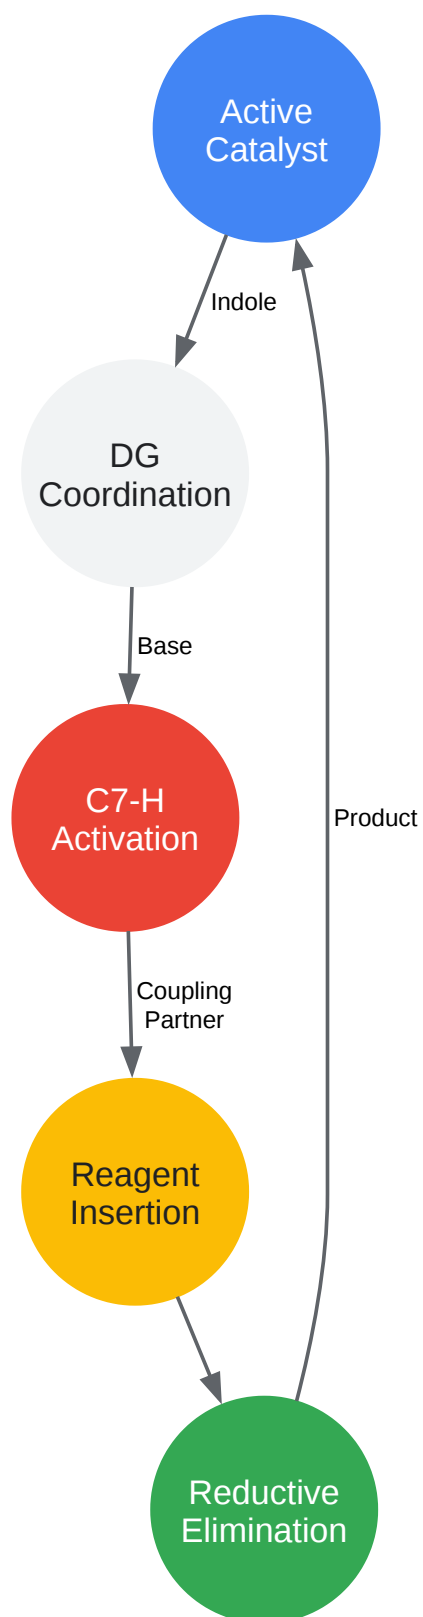 Active
Catalyst
Indole
DG
Coordination
Base
C7-H
Activation
Product
Coupling
Partner
Reagent
Insertion
Reductive
Elimination